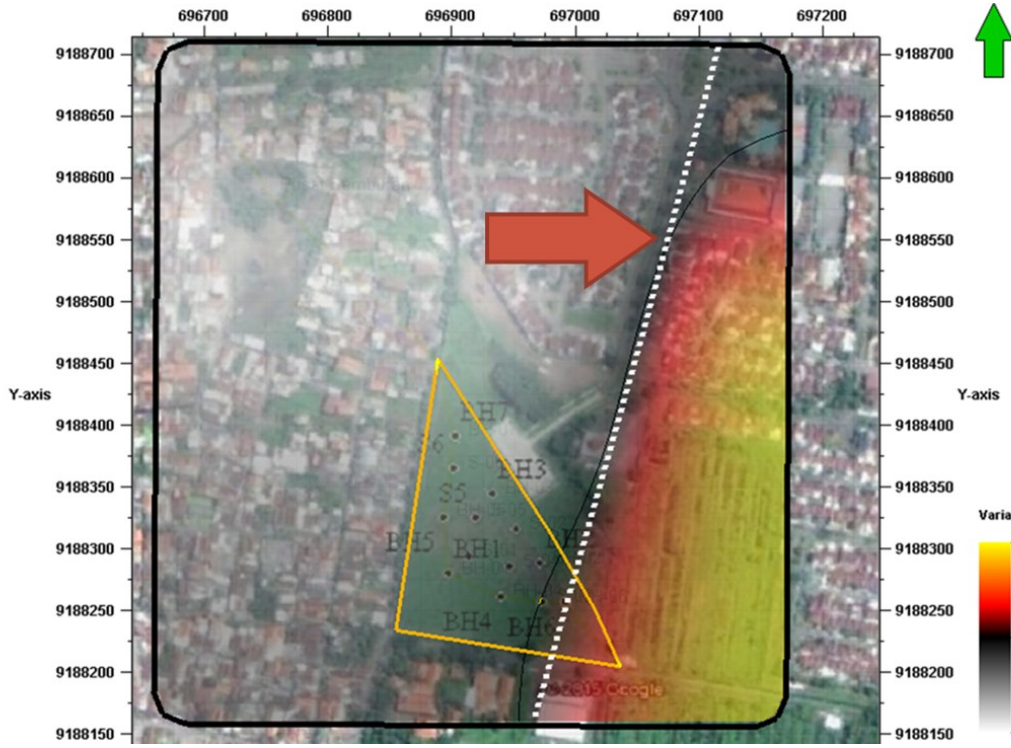 696700 696800 696900 697000 697100 697200
9188700 9188700
9188650 9188650
9188600 9188600
9188550 9188550
9188500 9188500
9188450 9188450
Y-axis Y-axis
9188400 9188400
BH7
S6
BH3
9188350 9188350
S5
Varia
BH5 BH1
9188300 9188300
9188250 9188250
BH4 BH6
9188200 9188200
©2015 Google
9188150 9188150